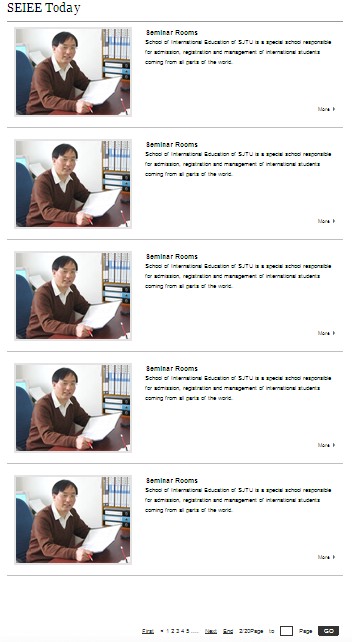 SEIEE Today
Seminar Rooms
School of International Education of SJTU is a special school responsible
for admission, registration and management of international students
coming from all parts of the world.
More
Seminar Rooms
School of International Education of SJTU is a special school responsible
for admission, registration and management of international students
coming from all parts of the world.
More
Seminar Rooms
School of International Education of SJTU is a special school responsible
for admission, registration and management of international students
coming from all parts of the world.
More
Seminar Rooms
School of International Education of SJTU is a special school responsible
for admission, registration and management of international students
coming from all parts of the world.
More
Seminar Rooms
School of International Education of SJTU is a special school responsible
for admission, registration and management of international students
coming from all parts of the world.
More
First 1 2 3 4 5 ..... Next End 2/20Page to Page GO